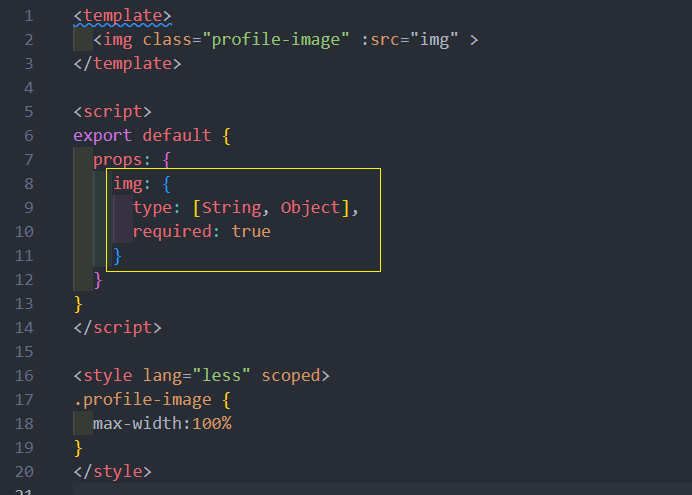 1 <template>
2 <img class="profile-image" :src="img" >
3 </template>
4
5 <script>
6 export default {
7 props: {
8 img: {
9 type: [String, Object],
10 required: true
11 }
12 }
13 }
14 </script>
15
16 <style lang="less" scoped>
17 .profile-image {
18 max-width:100%
19 }
20 </style>
21